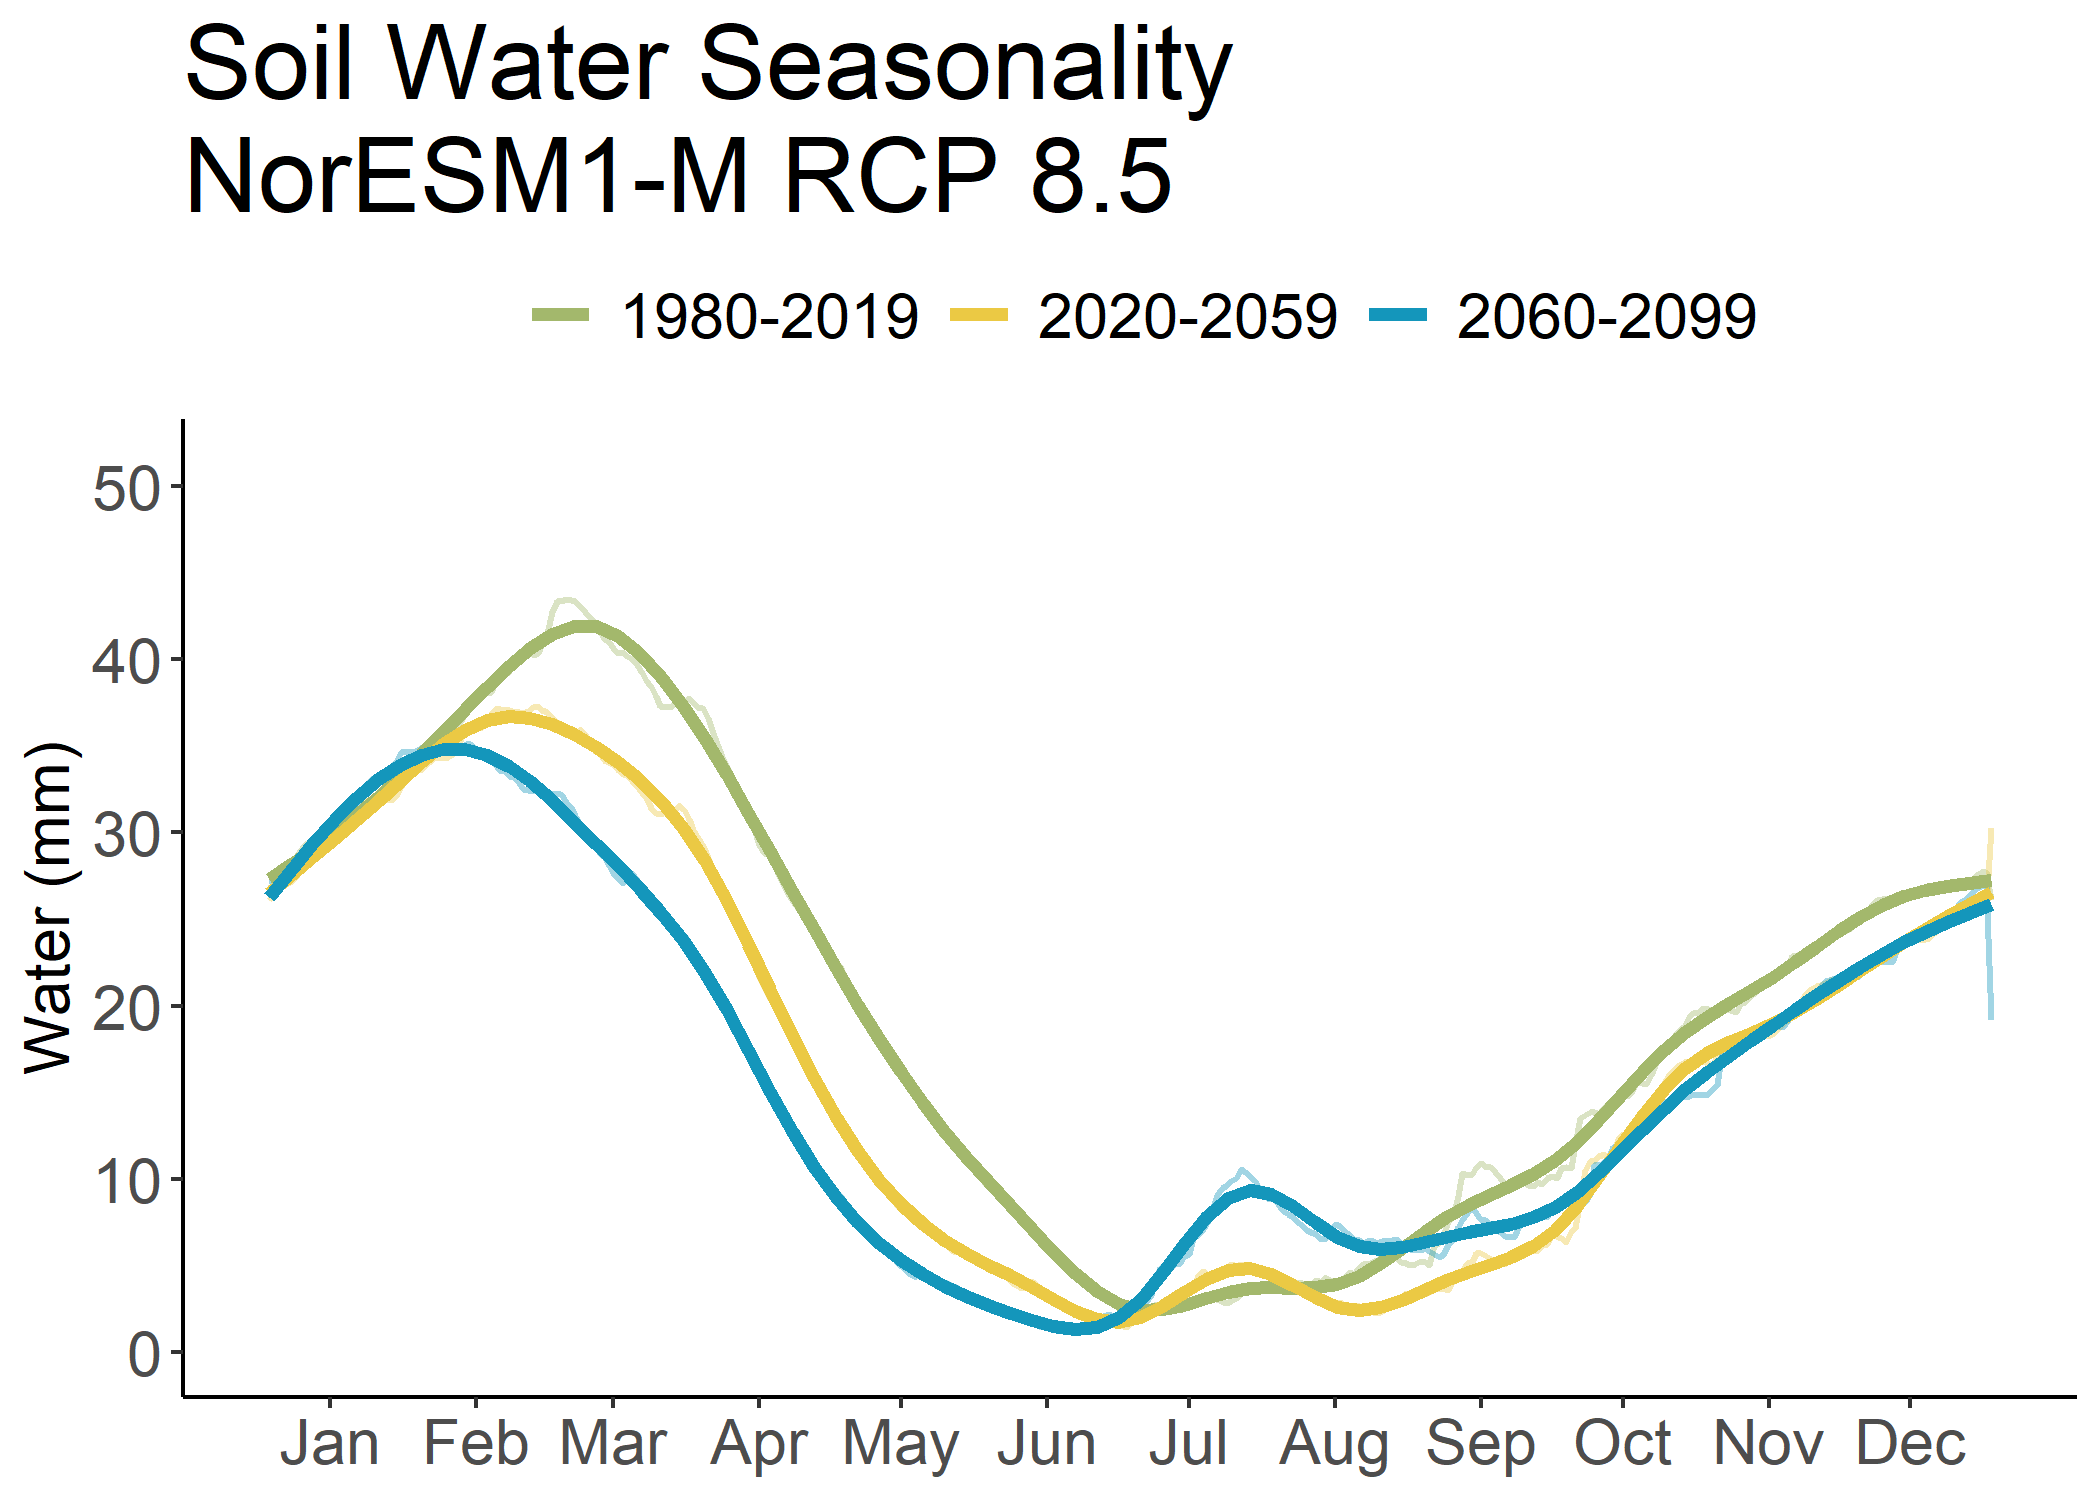 Soil Water Seasonality
NorESM1-M RCP 8.5
1980-2019 2020-2059 2060-2099
Water (mm)
50
40
30
20
10
0
Jan Feb Mar Apr May Jun Jul Aug Sep Oct Nov Dec